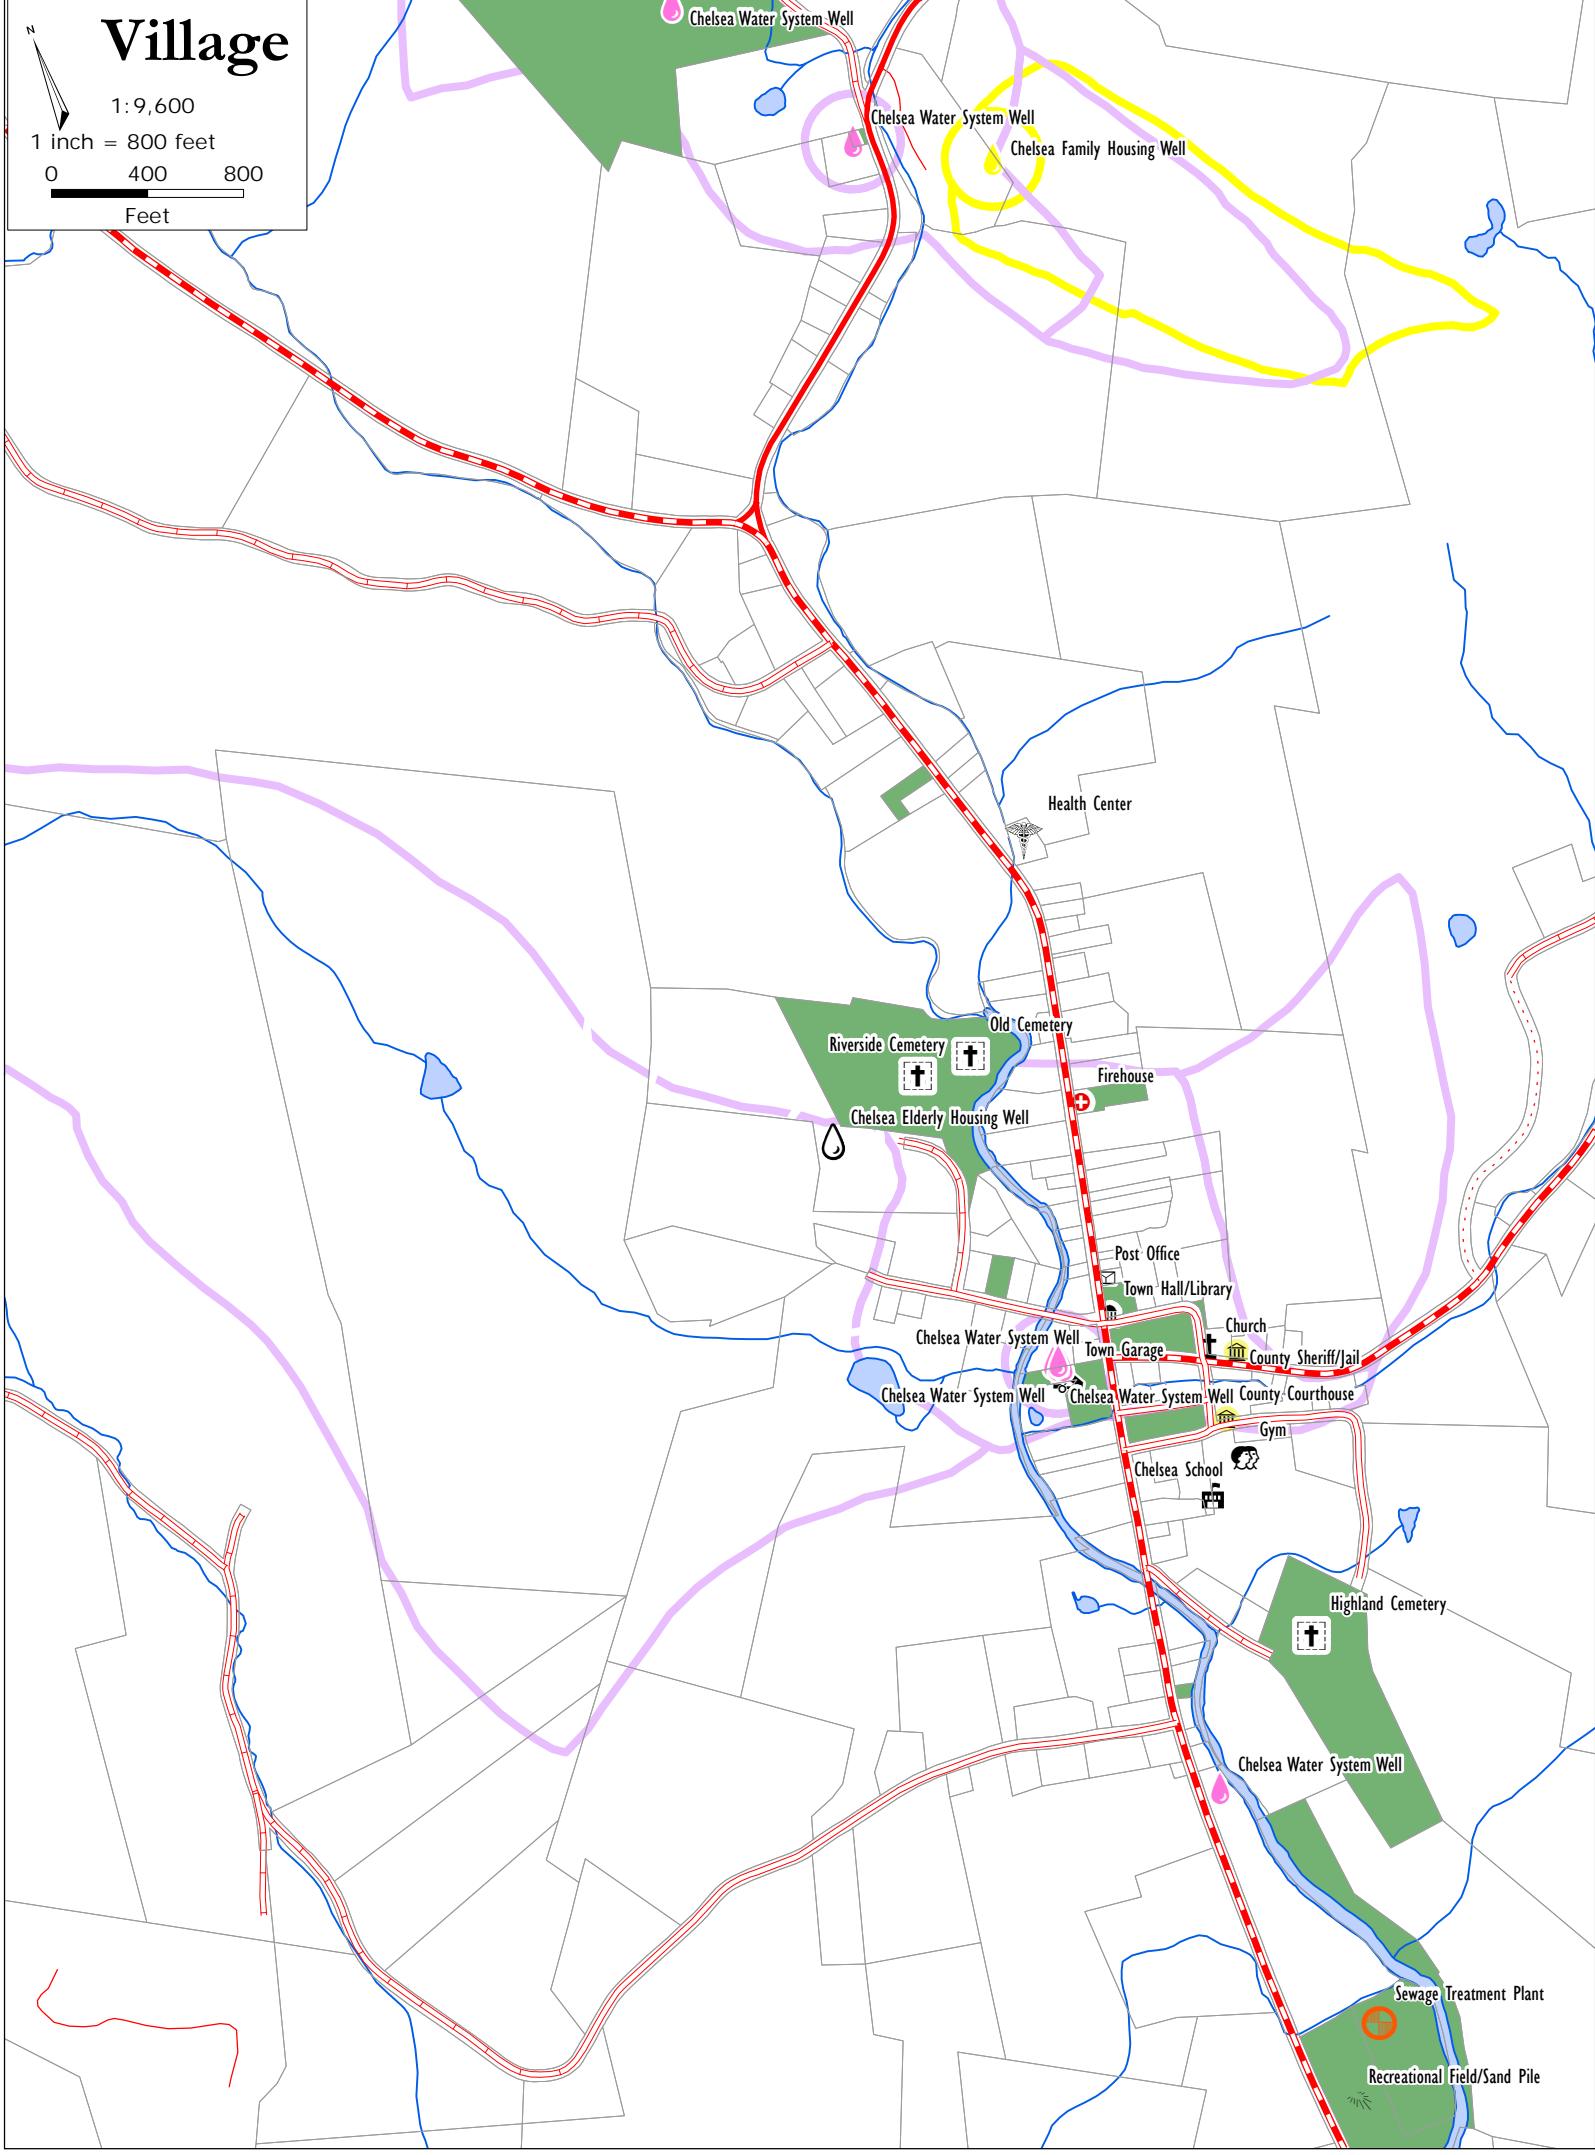 Village
N
1:9,600
1 inch = 800 feet
0 400 800
Feet
Chelsea Water System Well
Chelsea Water System Well
Chelsea Family Housing Well
Health Center
Old Cemetery
Riverside Cemetery
Firehouse
Chelsea Elderly Housing Well
Post Office
Town Hall/Library
Church
Chelsea Water System Well
Town Garage
County Sheriff/Jail
Chelsea Water System Well
Chelsea Water System Well
County Courthouse
Gym
Chelsea School
Highland Cemetery
Chelsea Water System Well
Sewage Treatment Plant
Recreational Field/Sand Pile